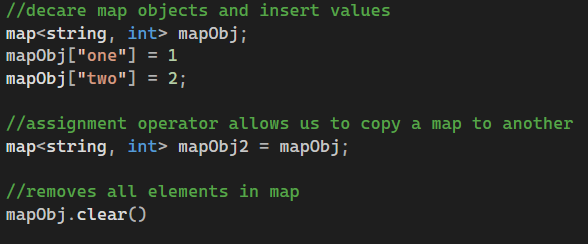 //decare map objects and insert values
map<string, int> mapObj;
mapObj["one"] = 1
mapObj["two"] = 2;
//assignment operator allows us to copy a map to another
map<string, int> mapObj2 = mapObj;
//removes all elements in map
mapObj.clear()